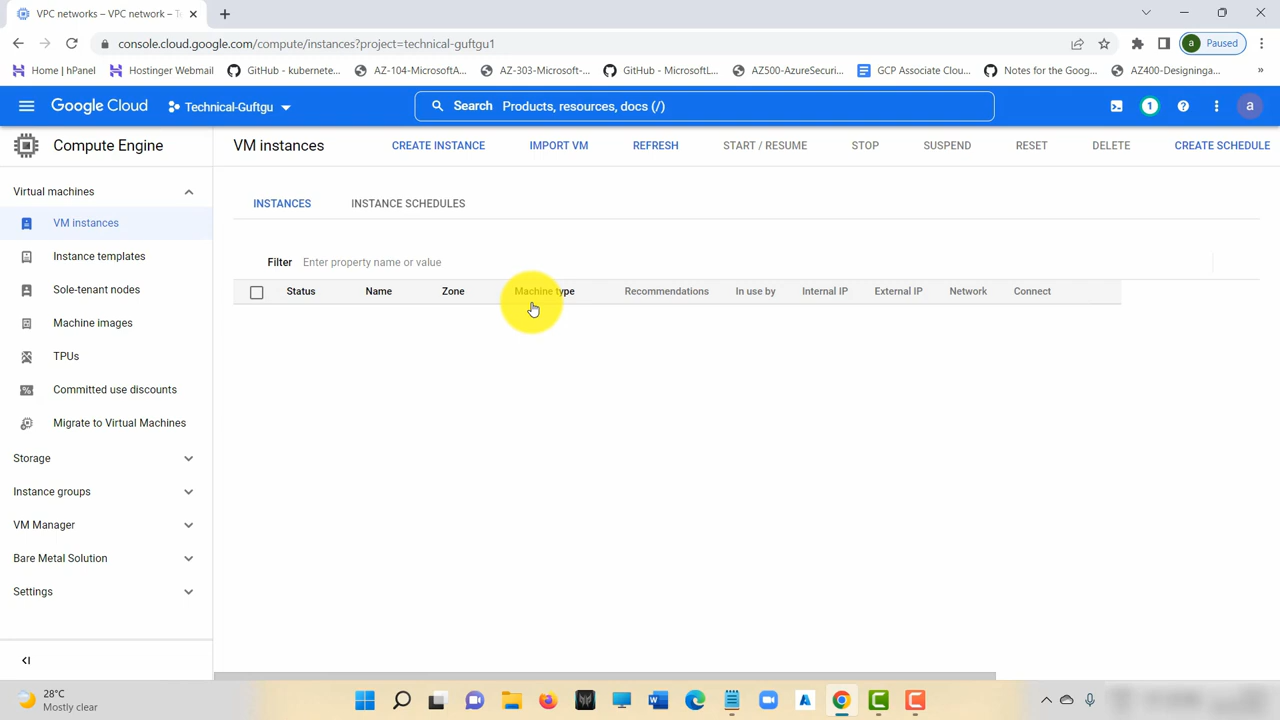 VPC networks – VPC network – Te
console.cloud.google.com/compute/instances?project=technical-guftgu1
a Paused
Home | hPanel
Hostinger Webmail
GitHub - kubernete...
AZ-104-MicrosoftA...
AZ-303-Microsoft-...
GitHub - MicrosoftL...
AZ500-AzureSecuri...
GCP Associate Clou...
Notes for the Goog...
AZ400-Designinga...
»
Google Cloud
Technical-Guftgu
Search Products, resources, docs (/)
1
a
Compute Engine
VM instances
CREATE INSTANCE
IMPORT VM
REFRESH
START / RESUME
STOP
SUSPEND
RESET
DELETE
CREATE SCHEDULE
Virtual machines
VM instances
Instance templates
Sole-tenant nodes
Machine images
TPUs
Committed use discounts
Migrate to Virtual Machines
Storage
Instance groups
VM Manager
Bare Metal Solution
Settings
INSTANCES
INSTANCE SCHEDULES
Filter Enter property name or value
Status Name Zone Machine type Recommendations In use by Internal IP External IP Network Connect
28°C
Mostly clear